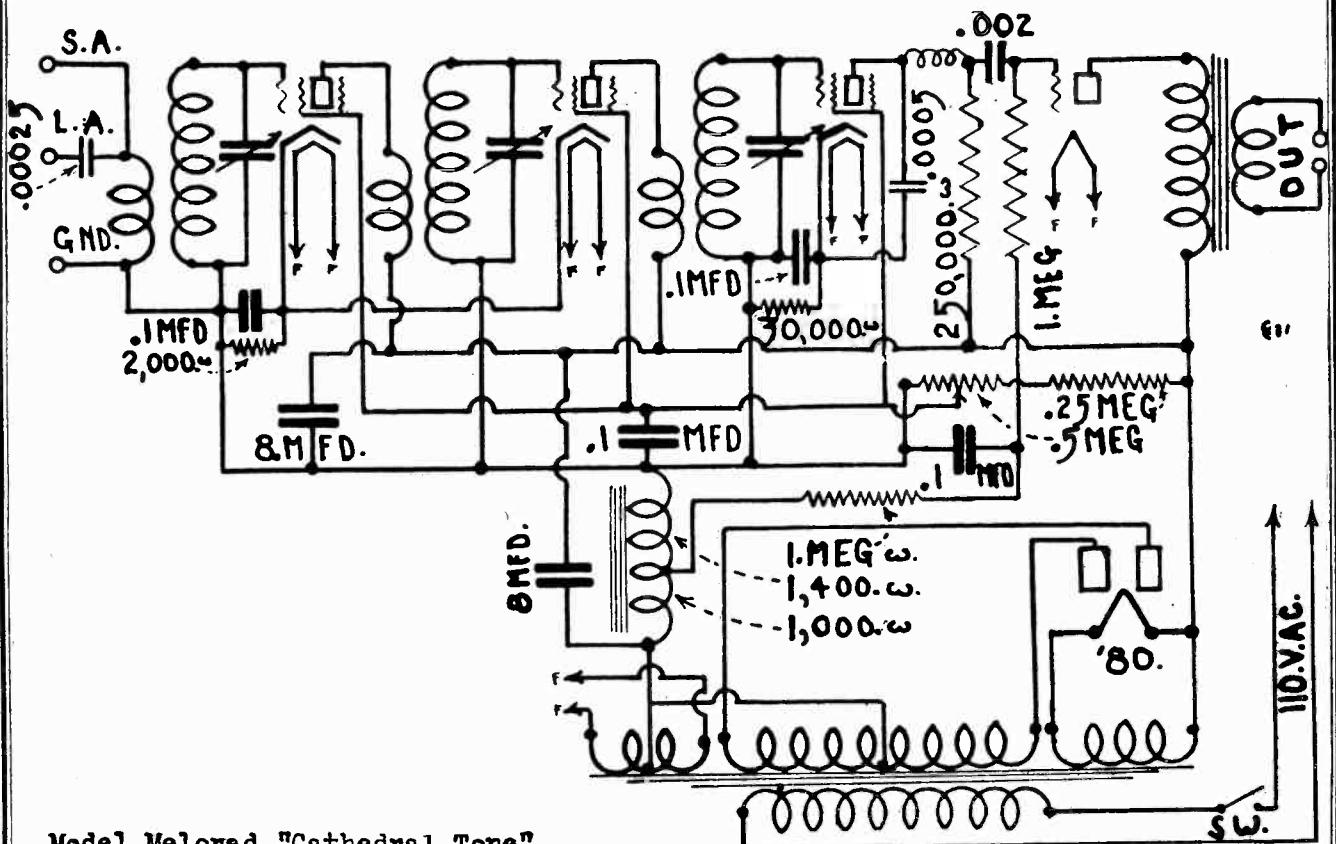 S.A.
.00025
L.A.
GND.
.1MFD
2,000.ω
8.MFD.
F F
F F
.1MFD
30,000.ω
F F
.0005
3
250,000.
.002
1.MEG
F F
OUT
.25MEG
.5MEG
.1 MFD
.1 MFD
8MFD.
1.MEG.ω.
1,400.ω.
1,000.ω
F
F
'80.
110.V.AC.
SW.
Model Meloward "Cathedral Tone"